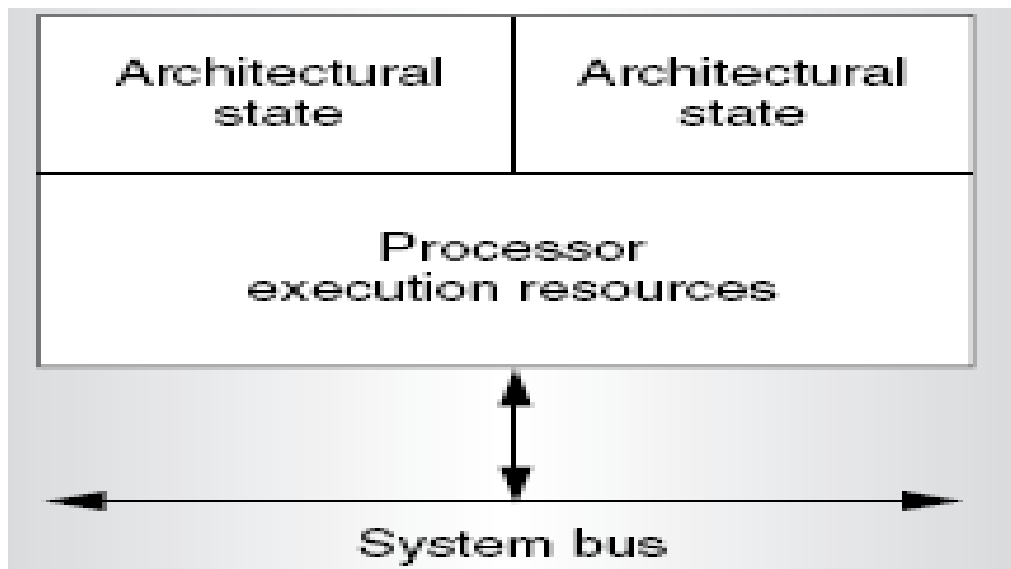 Architectural
state
Architectural
state
Processor
execution resources
System bus